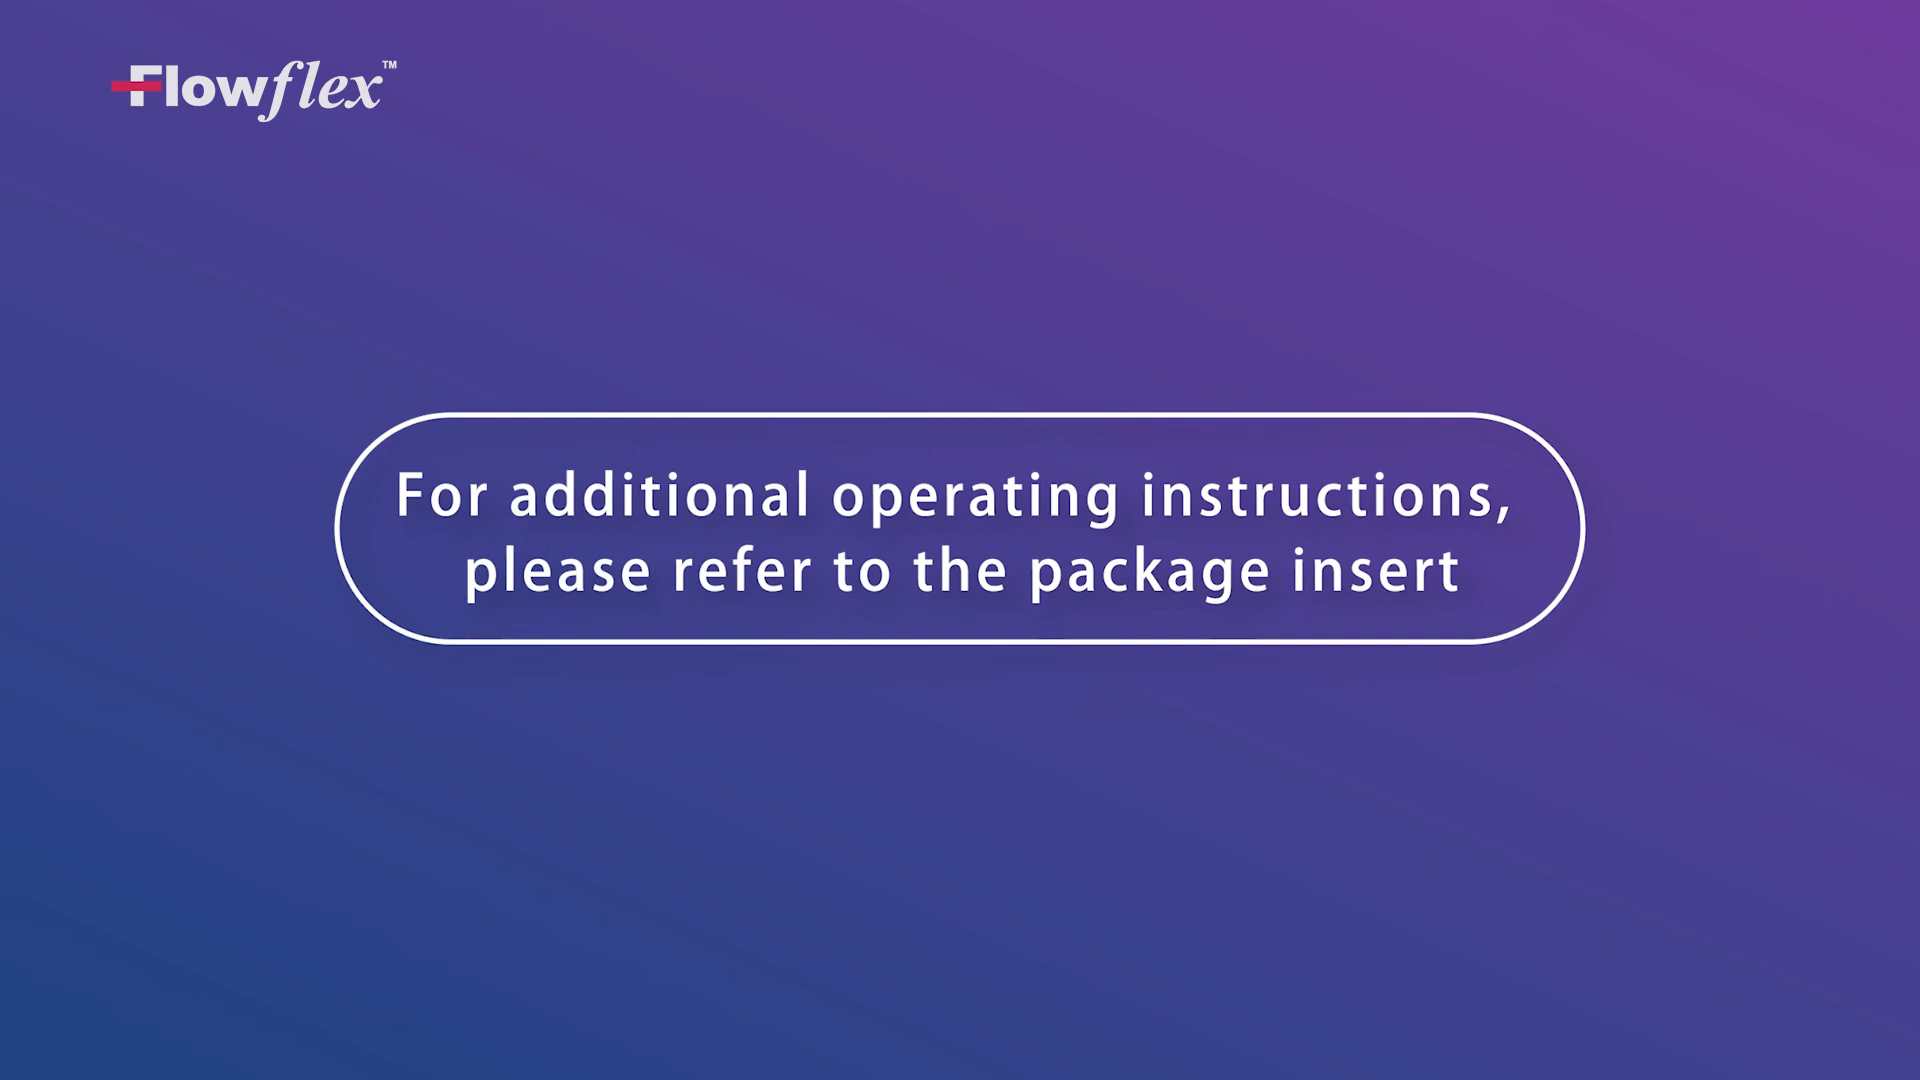 Flowflex™
For additional operating instructions,
please refer to the package insert